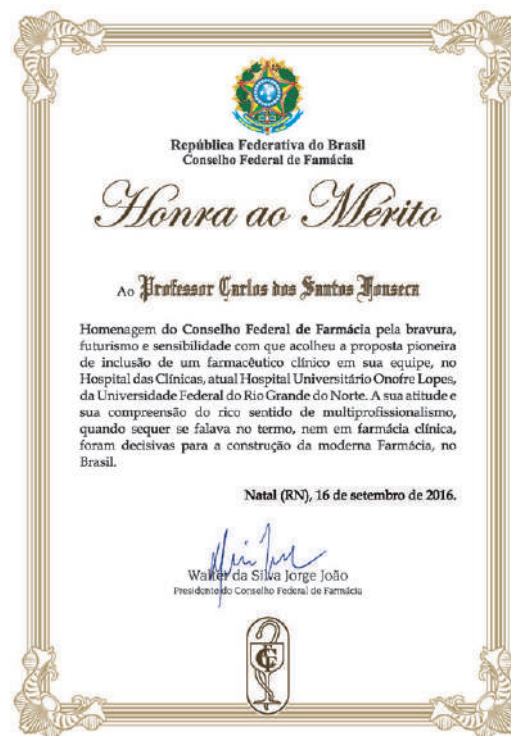 República Federativa do Brasil
Conselho Federal de Famácia
Honra ao Mérito
Ao Professor Carlos dos Santos Fonseca
Homenagem do Conselho Federal de Farmácia pela bravura,
futurismo e sensibilidade com que acolheu a proposta pioneira
de inclusão de um farmacêutico clínico em sua equipe, no
Hospital das Clínicas, atual Hospital Universitário Onofre Lopes,
da Universidade Federal do Rio Grande do Norte. A sua atitude e
sua compreensão do rico sentido de multiprofissionalismo,
quando sequer se falava no termo, nem em farmácia clínica,
foram decisivas para a construção da moderna Farmácia, no
Brasil.
Natal (RN), 16 de setembro de 2016.
Walter da Silva Jorge João
Presidente do Conselho Federal de Farmácia